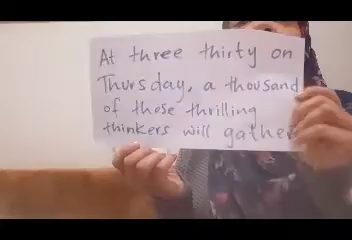 At three thirty on
Thursday, a thousand
of those thrilling
thinkers will gather